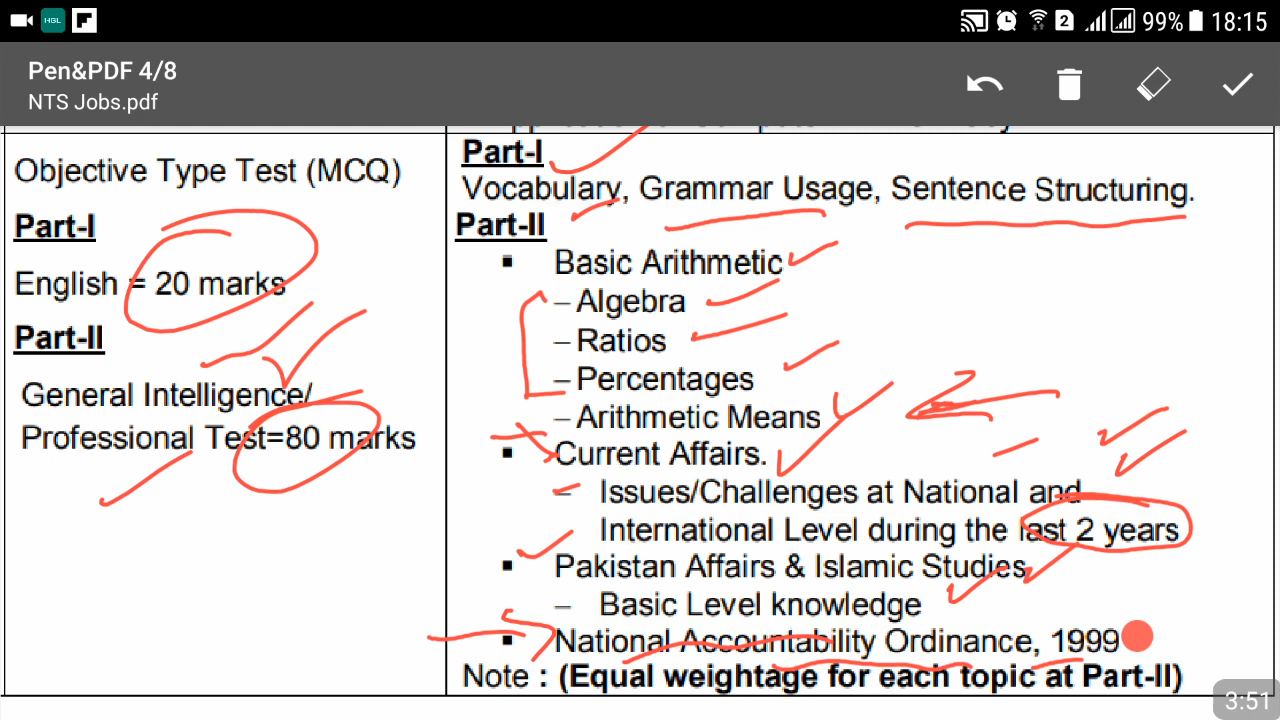 HGL
2
99%
18:15
Pen&PDF 4/8
NTS Jobs.pdf
Objective Type Test (MCQ)
Part-I
English = 20 marks
Part-II
General Intelligence/
Professional Test=80 marks
Part-I
Vocabulary, Grammar Usage, Sentence Structuring.
Part-II
▪ Basic Arithmetic
– Algebra
– Ratios
– Percentages
– Arithmetic Means
▪ Current Affairs.
– Issues/Challenges at National and
International Level during the last 2 years
▪ Pakistan Affairs & Islamic Studies
– Basic Level knowledge
▪ National Accountability Ordinance, 1999
Note : (Equal weightage for each topic at Part-II)
3:51